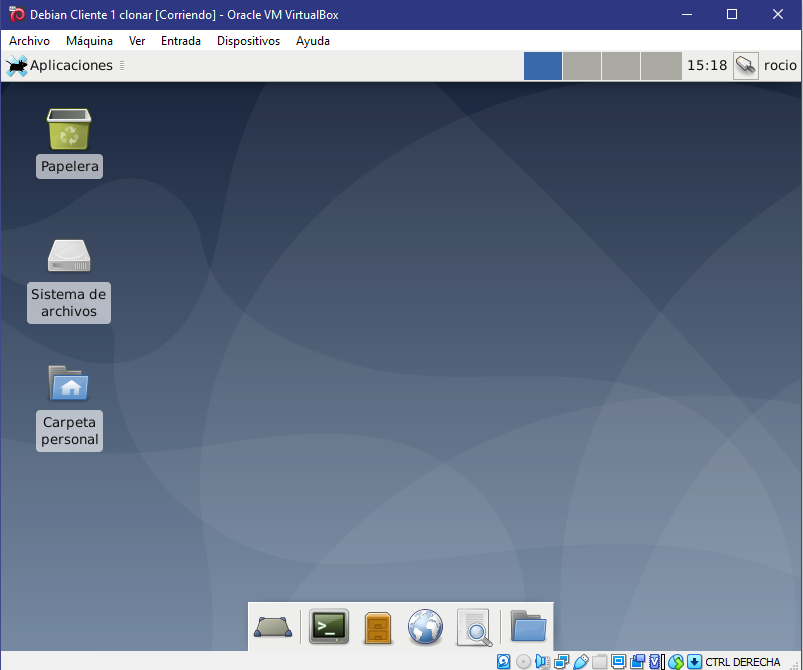 Debian Cliente 1 clonar [Corriendo] - Oracle VM VirtualBox
Archivo Máquina Ver Entrada Dispositivos Ayuda
Aplicaciones 15:18 rocio
Papelera
Sistema de
archivos
Carpeta
personal
>_
CTRL DERECHA